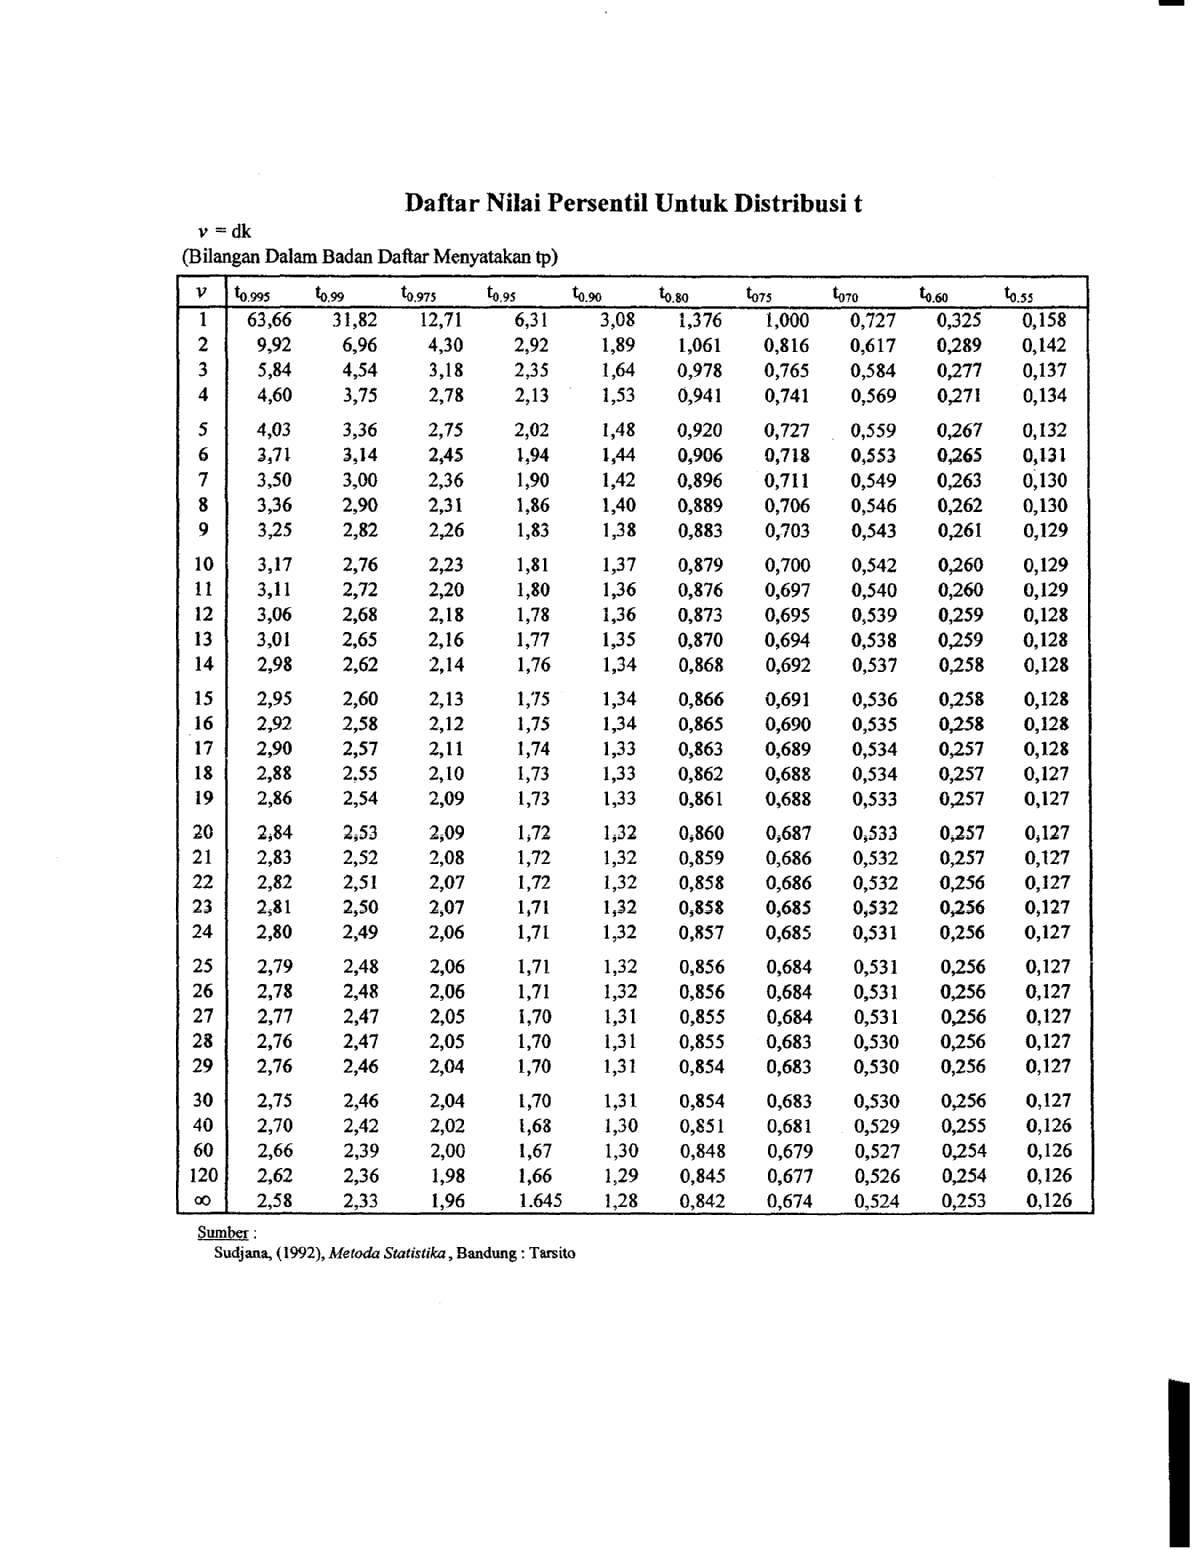 Daftar Nilai Persentil Untuk Distribusi t
v = dk
(Bilangan Dalam Badan Daftar Menyatakan tp)
v t0.995 t0.99 t0.975 t0.95 t0.90 t0.80 t075 t070 t0.60 t0.55
1 63,66 31,82 12,71 6,31 3,08 1,376 1,000 0,727 0,325 0,158
2 9,92 6,96 4,30 2,92 1,89 1,061 0,816 0,617 0,289 0,142
3 5,84 4,54 3,18 2,35 1,64 0,978 0,765 0,584 0,277 0,137
4 4,60 3,75 2,78 2,13 1,53 0,941 0,741 0,569 0,271 0,134
5 4,03 3,36 2,75 2,02 1,48 0,920 0,727 0,559 0,267 0,132
6 3,71 3,14 2,45 1,94 1,44 0,906 0,718 0,553 0,265 0,131
7 3,50 3,00 2,36 1,90 1,42 0,896 0,711 0,549 0,263 0,130
8 3,36 2,90 2,31 1,86 1,40 0,889 0,706 0,546 0,262 0,130
9 3,25 2,82 2,26 1,83 1,38 0,883 0,703 0,543 0,261 0,129
10 3,17 2,76 2,23 1,81 1,37 0,879 0,700 0,542 0,260 0,129
11 3,11 2,72 2,20 1,80 1,36 0,876 0,697 0,540 0,260 0,129
12 3,06 2,68 2,18 1,78 1,36 0,873 0,695 0,539 0,259 0,128
13 3,01 2,65 2,16 1,77 1,35 0,870 0,694 0,538 0,259 0,128
14 2,98 2,62 2,14 1,76 1,34 0,868 0,692 0,537 0,258 0,128
15 2,95 2,60 2,13 1,75 1,34 0,866 0,691 0,536 0,258 0,128
16 2,92 2,58 2,12 1,75 1,34 0,865 0,690 0,535 0,258 0,128
17 2,90 2,57 2,11 1,74 1,33 0,863 0,689 0,534 0,257 0,128
18 2,88 2,55 2,10 1,73 1,33 0,862 0,688 0,534 0,257 0,127
19 2,86 2,54 2,09 1,73 1,33 0,861 0,688 0,533 0,257 0,127
20 2,84 2,53 2,09 1,72 1,32 0,860 0,687 0,533 0,257 0,127
21 2,83 2,52 2,08 1,72 1,32 0,859 0,686 0,532 0,257 0,127
22 2,82 2,51 2,07 1,72 1,32 0,858 0,686 0,532 0,256 0,127
23 2,81 2,50 2,07 1,71 1,32 0,858 0,685 0,532 0,256 0,127
24 2,80 2,49 2,06 1,71 1,32 0,857 0,685 0,531 0,256 0,127
25 2,79 2,48 2,06 1,71 1,32 0,856 0,684 0,531 0,256 0,127
26 2,78 2,48 2,06 1,71 1,32 0,856 0,684 0,531 0,256 0,127
27 2,77 2,47 2,05 1,70 1,31 0,855 0,684 0,531 0,256 0,127
28 2,76 2,47 2,05 1,70 1,31 0,855 0,683 0,530 0,256 0,127
29 2,76 2,46 2,04 1,70 1,31 0,854 0,683 0,530 0,256 0,127
30 2,75 2,46 2,04 1,70 1,31 0,854 0,683 0,530 0,256 0,127
40 2,70 2,42 2,02 1,68 1,30 0,851 0,681 0,529 0,255 0,126
60 2,66 2,39 2,00 1,67 1,30 0,848 0,679 0,527 0,254 0,126
120 2,62 2,36 1,98 1,66 1,29 0,845 0,677 0,526 0,254 0,126
∞ 2,58 2,33 1,96 1.645 1,28 0,842 0,674 0,524 0,253 0,126
Sumber :
Sudjana, (1992), Metoda Statistika , Bandung : Tarsito